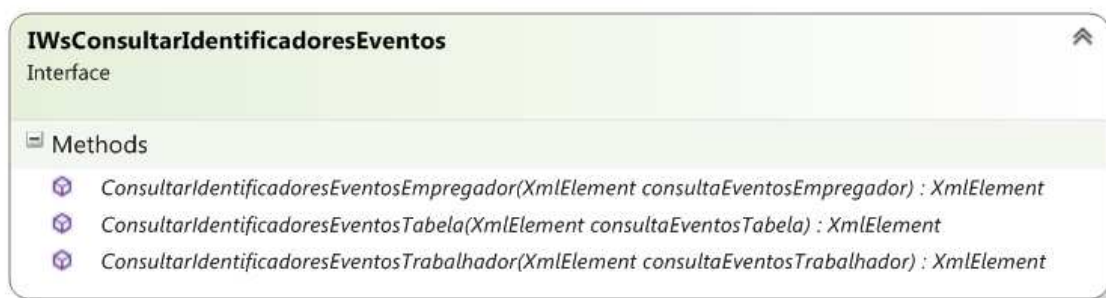 IWsConsultarIdentificadoresEventos
Interface
Methods
ConsultarIdentificadoresEventosEmpregador(XmlElement consultaEventosEmpregador) : XmlElement
ConsultarIdentificadoresEventosTabela(XmlElement consultaEventosTabela) : XmlElement
ConsultarIdentificadoresEventosTrabalhador(XmlElement consultaEventosTrabalhador) : XmlElement